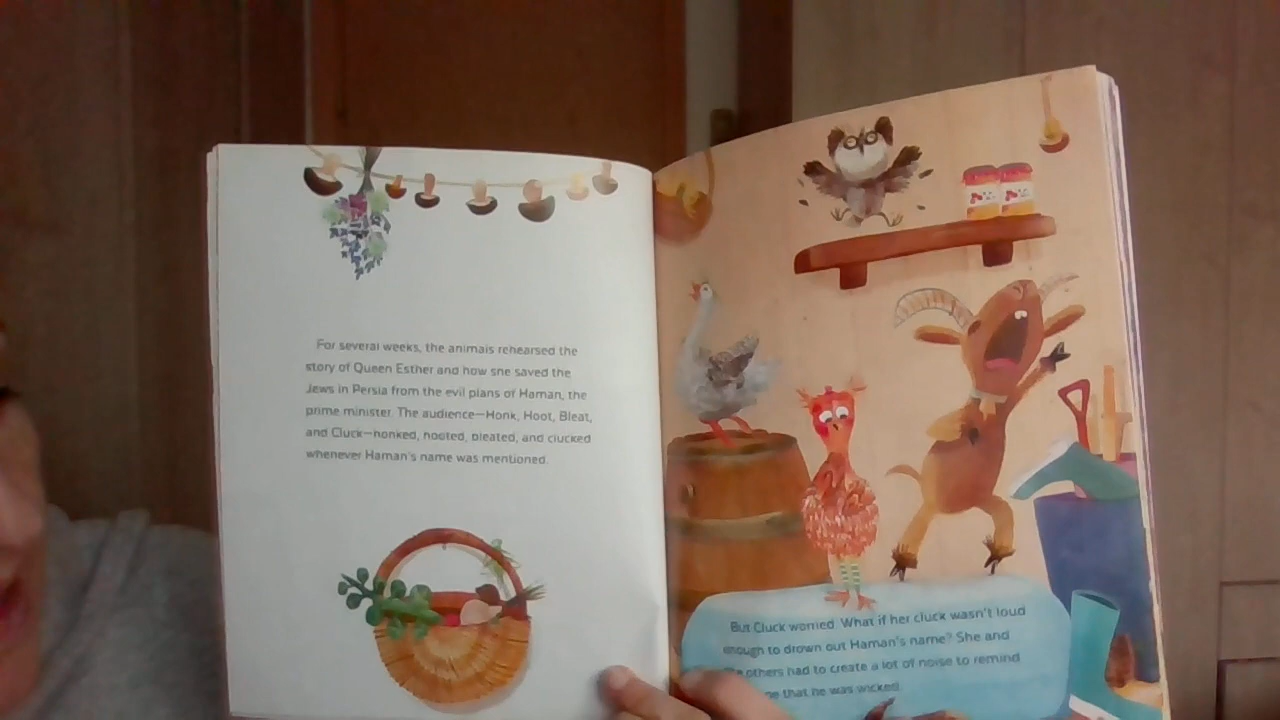 For several weeks, the animals rehearsed the
story of Queen Esther and how she saved the
Jews in Persia from the evil plans of Haman, the
prime minister. The audience—Honk, Hoot, Bleat,
and Cluck—honked, hooted, bleated, and clucked
whenever Haman's name was mentioned.
But Cluck worried. What if her cluck wasn't loud
enough to drown out Haman's name? She and
others had to create a lot of noise to remind
that he was wicked.